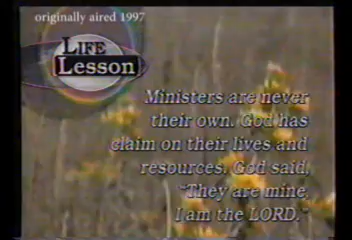 originally aired 1997
LIFE
Lesson
Ministers are never
their own. God has
claim on their lives and
resources. God said,
"They are mine,
I am the LORD."